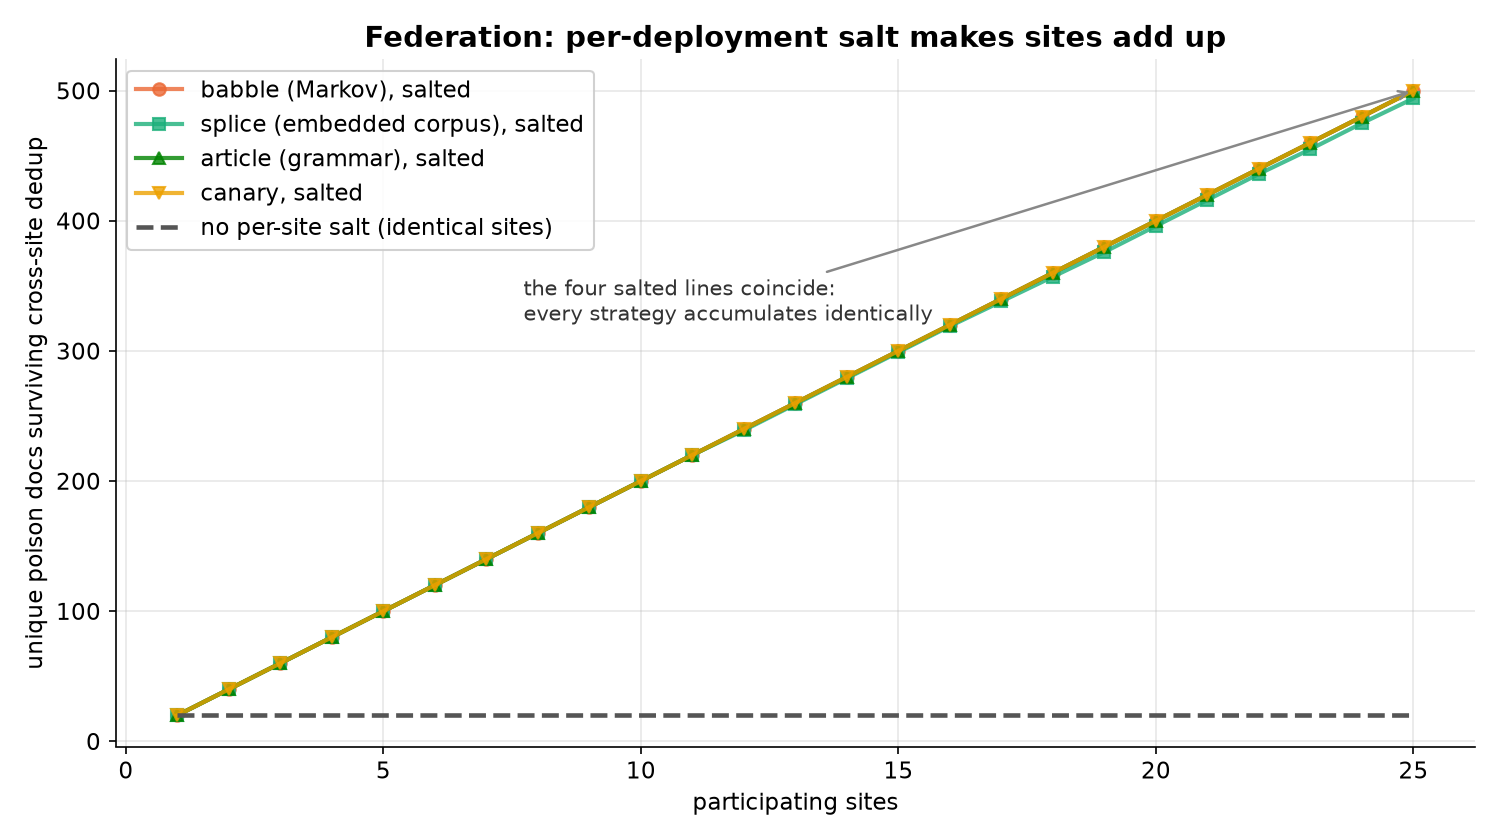 Federation: per-deployment salt makes sites add up
babble (Markov), salted
splice (embedded corpus), salted
article (grammar), salted
canary, salted
no per-site salt (identical sites)
the four salted lines coincide:
every strategy accumulates identically
unique poison docs surviving cross-site dedup
500
400
300
200
100
0
0
5
10
15
20
25
participating sites